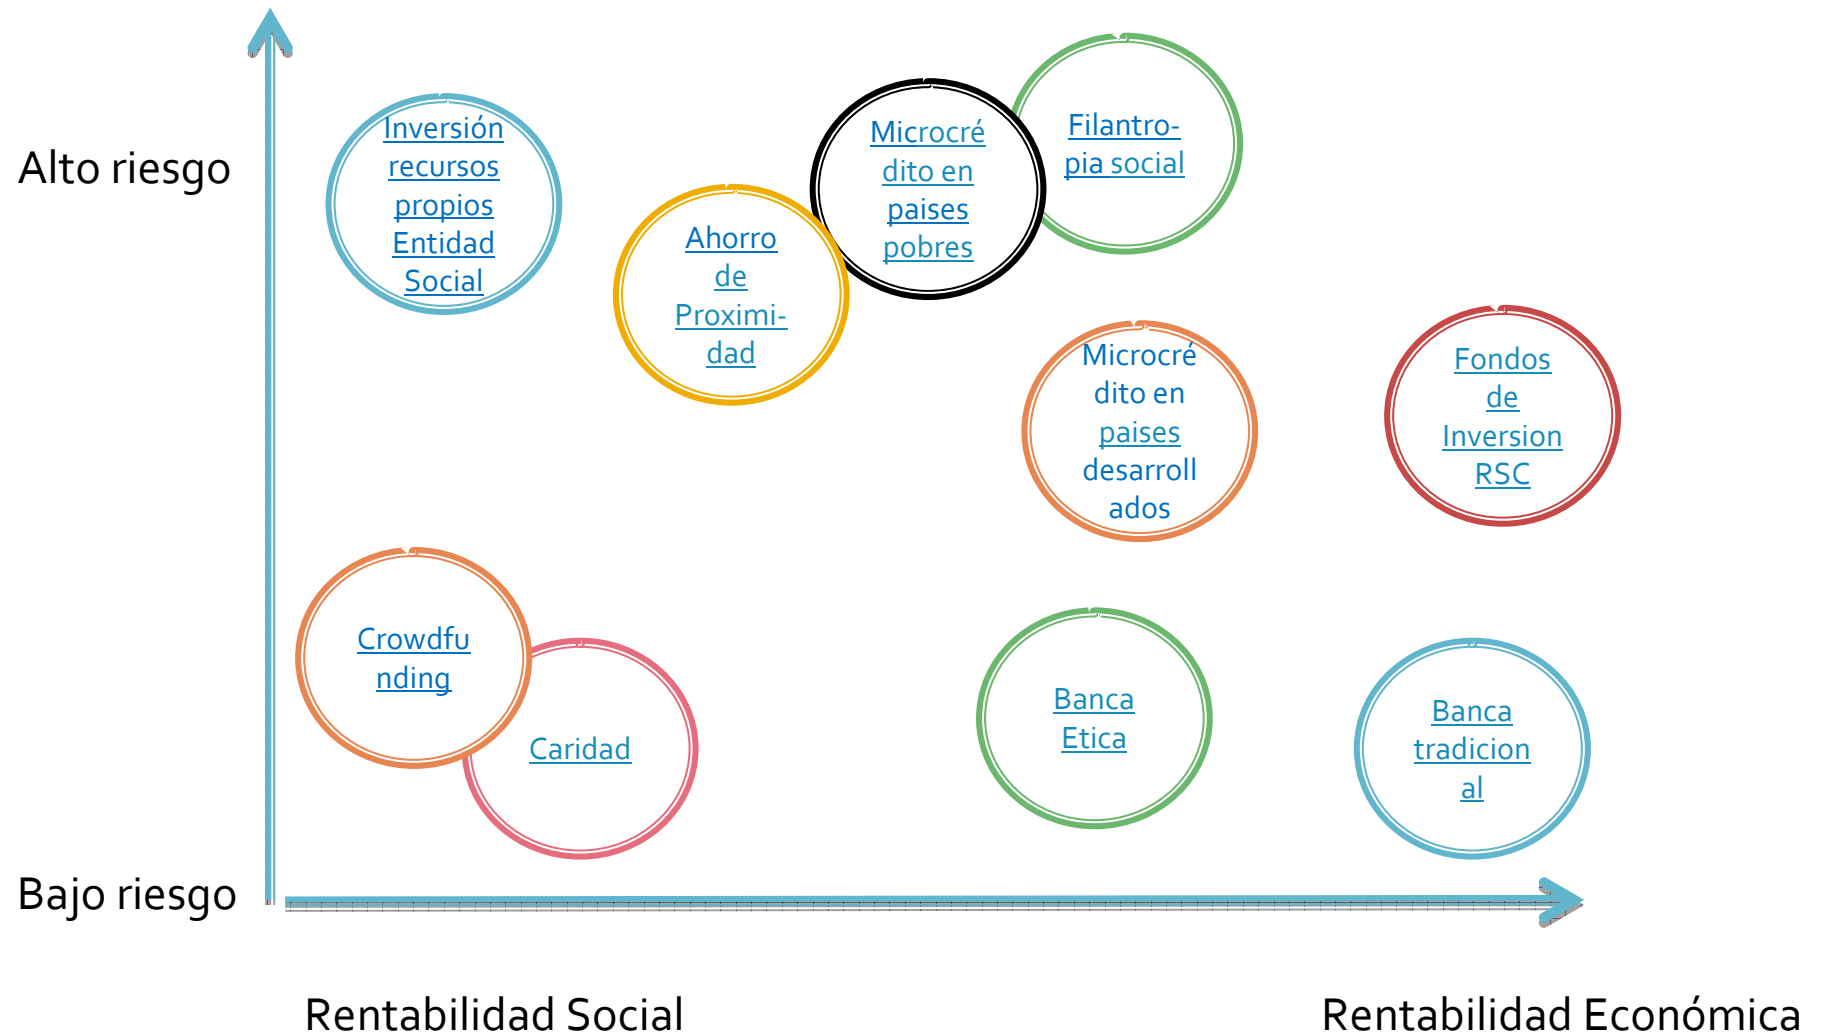 Alto riesgo
Inversión
recursos
propios
Entidad
Social
Ahorro
de
Proximi-
dad
Microcré
dito en
paises
pobres
Filantro-
pia social
Microcré
dito en
paises
desarroll
ados
Fondos
de
Inversion
RSC
Crowdfu
nding
Caridad
Banca
Etica
Banca
tradicion
al
Bajo riesgo
Rentabilidad Social
Rentabilidad Económica